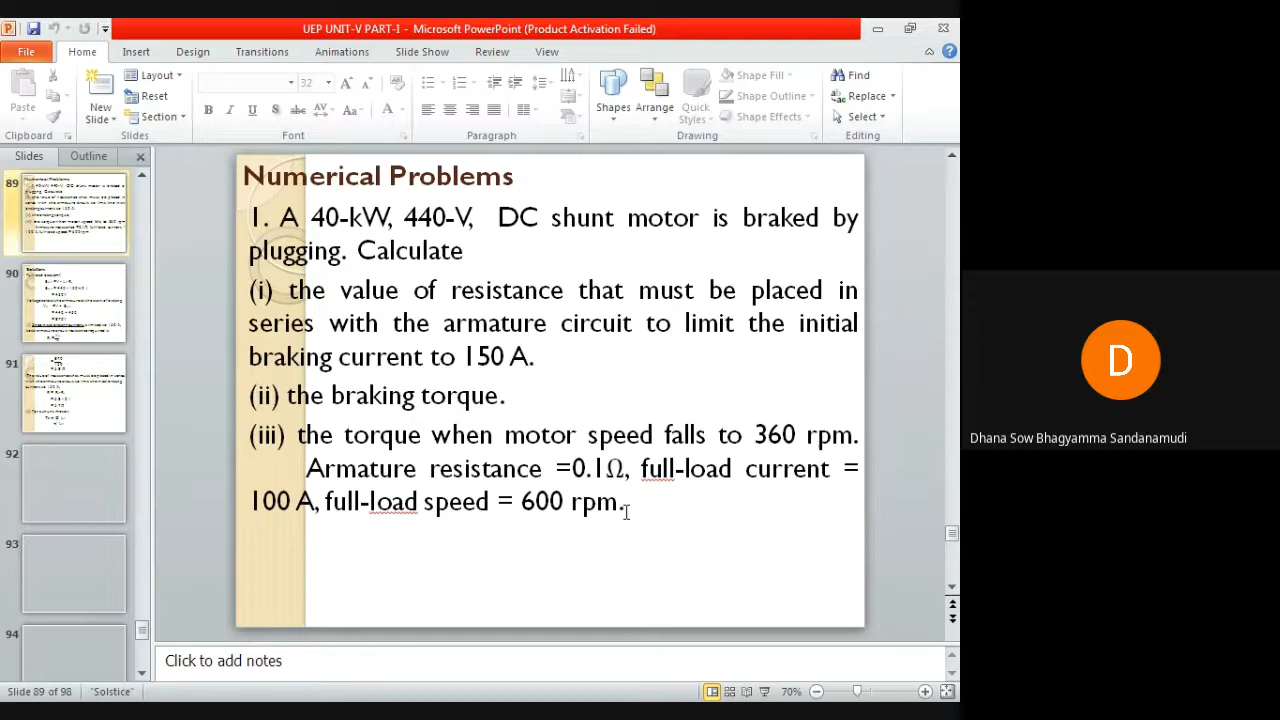 UEP UNIT-V PART-I - Microsoft PowerPoint (Product Activation Failed)
File Home Insert Design Transitions Animations Slide Show Review View
Paste New Slide Layout Reset Section 32 Shapes Arrange Quick Styles Shape Fill Shape Outline Shape Effects Find Replace Select
Clipboard Slides Font Paragraph Drawing Editing
Slides Outline
89
90
91
92
93
94
Numerical Problems
1. A 40-kW, 440-V, DC shunt motor is braked by
plugging. Calculate
(i) the value of resistance that must be placed in
series with the armature circuit to limit the initial
braking current to 150 A.
(ii) the braking torque.
(iii) the torque when motor speed falls to 360 rpm.
Armature resistance =0.1Ω, full-load current =
100 A, full-load speed = 600 rpm.
Click to add notes
Slide 89 of 98 "Solstice" 70%
D
Dhana Sow Bhagyamma Sandanamudi